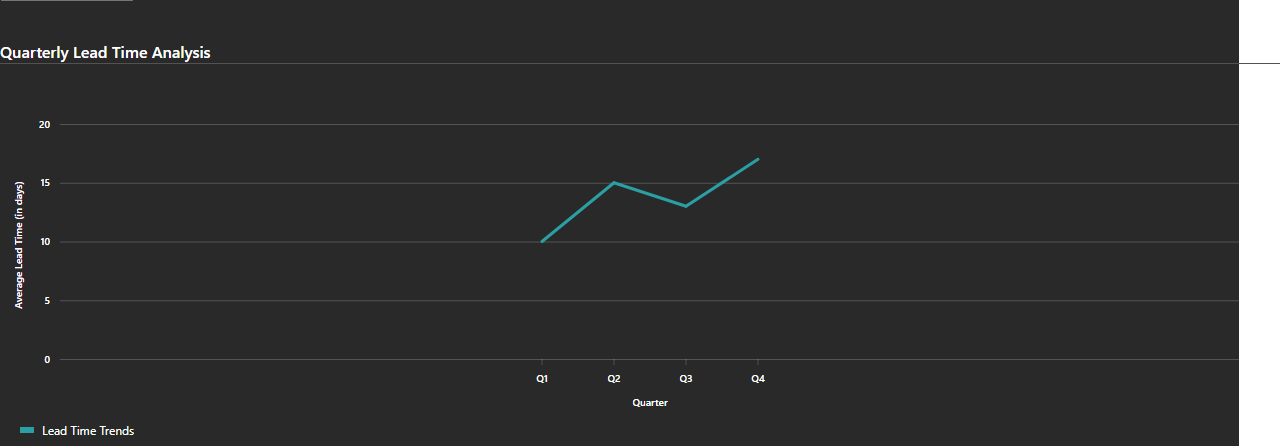 Quarterly Lead Time Analysis
20
15
10
5
0
Average Lead Time (in days)
Q1 Q2 Q3 Q4
Quarter
Lead Time Trends